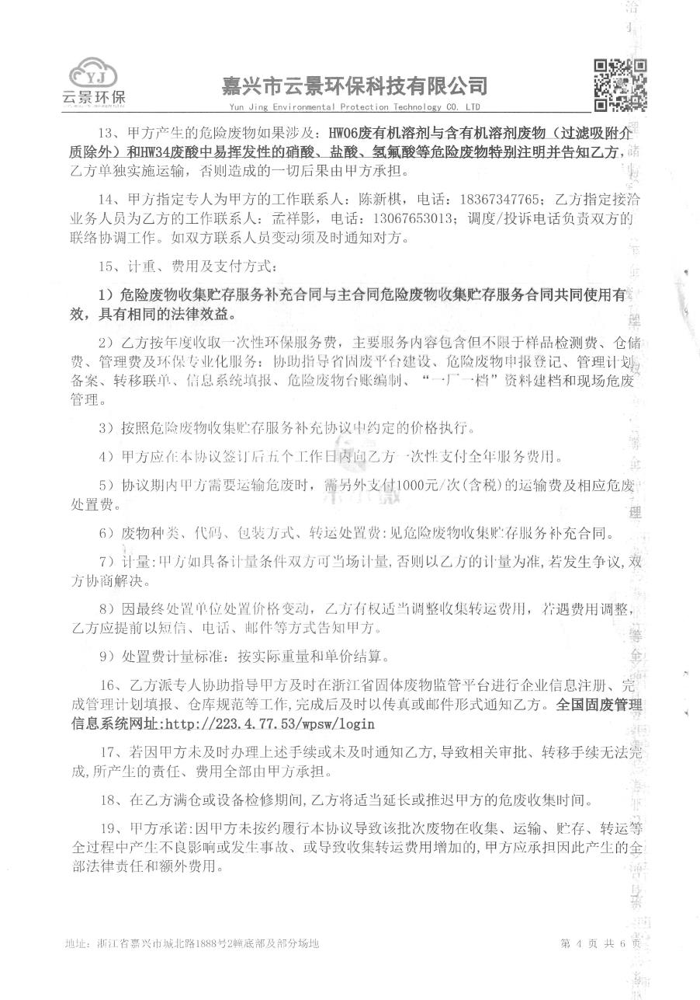 YJ
云景环保
嘉兴市云景环保科技有限公司
Yun Jing Environmental Protection Technology CO. LTD
13、甲方产生的危险废物如果涉及：HW06废有机溶剂与含有机溶剂废物（过滤吸附介
质除外）和HW34废酸中易挥发性的硝酸、盐酸、氢氟酸等危险废物特别注明并告知乙方，
乙方单独实施运输，否则造成的一切后果由甲方承担。
14、甲方指定专人为甲方的工作联系人：陈新棋，电话：18367347765；乙方指定接洽
业务人员为乙方的工作联系人：孟祥影，电话：13067653013；调度/投诉电话负责双方的
联络协调工作。如双方联系人员变动须及时通知对方。
15、计重、费用及支付方式：
1）危险废物收集贮存服务补充合同与主合同危险废物收集贮存服务合同共同使用有
效，具有相同的法律效益。
2）乙方按年度收取一次性环保服务费，主要服务内容包含但不限于样品检测费、仓储
费、管理费及环保专业化服务：协助指导省固废平台建设、危险废物申报登记、管理计划
备案、转移联单、信息系统填报、危险废物台账编制、“一厂一档”资料建档和现场危废
管理。
3）按照危险废物收集贮存服务补充协议中约定的价格执行。
4）甲方应在本协议签订后五个工作日内向乙方一次性支付全年服务费用。
5）协议期内甲方需要运输危废时，需另外支付1000元/次(含税)的运输费及相应危废
处置费。
6）废物种类、代码、包装方式、转运处置费:见危险废物收集贮存服务补充合同。
7）计量:甲方如具备计量条件双方可当场计量,否则以乙方的计量为准,若发生争议,双
方协商解决。
8）因最终处置单位处置价格变动，乙方有权适当调整收集转运费用，若遇费用调整，
乙方应提前以短信、电话、邮件等方式告知甲方。
9）处置费计量标准：按实际重量和单价结算。
16、乙方派专人协助指导甲方及时在浙江省固体废物监管平台进行企业信息注册、完
成管理计划填报、仓库规范等工作,完成后及时以传真或邮件形式通知乙方。全国固废管理
信息系统网址:http://223.4.77.53/wpsw/login
17、若因甲方未及时办理上述手续或未及时通知乙方,导致相关审批、转移手续无法完
成,所产生的责任、费用全部由甲方承担。
18、在乙方满仓或设备检修期间,乙方将适当延长或推迟甲方的危废收集时间。
19、甲方承诺:因甲方未按约履行本协议导致该批次废物在收集、运输、贮存、转运等
全过程中产生不良影响或发生事故、或导致收集转运费用增加的,甲方应承担因此产生的全
部法律责任和额外费用。
地址：浙江省嘉兴市城北路1888号2幢底部及部分场地
第 4 页 共 6 页